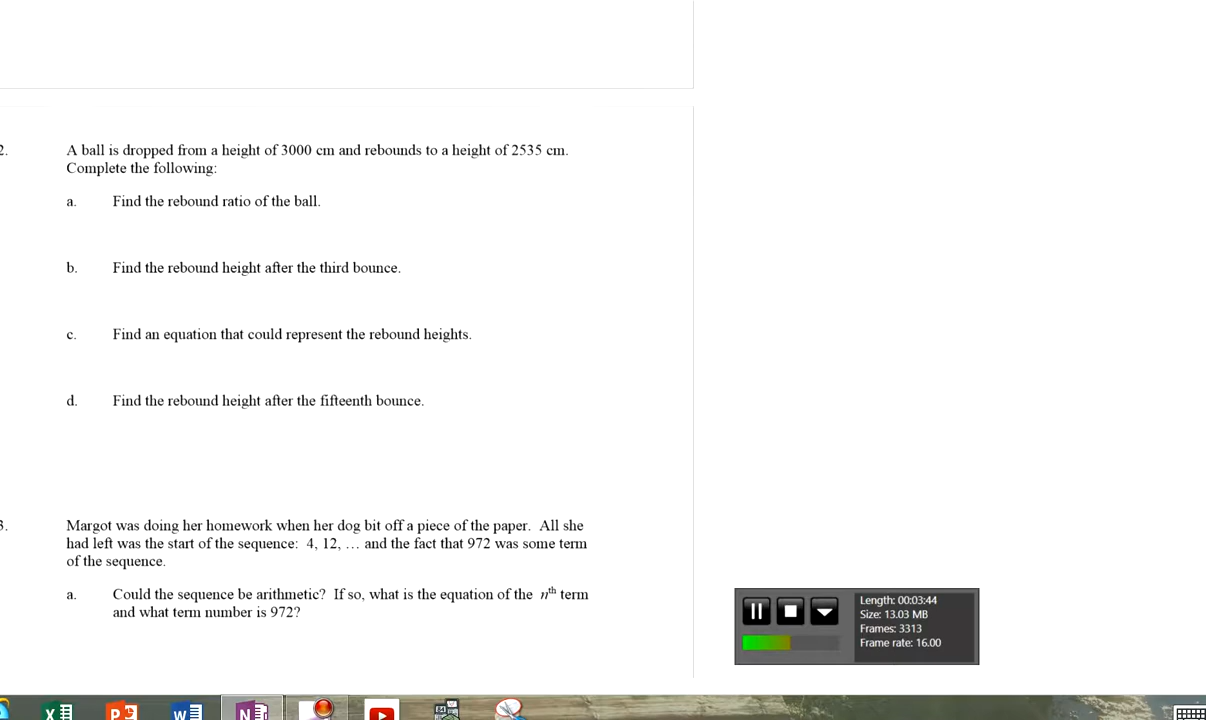 2. A ball is dropped from a height of 3000 cm and rebounds to a height of 2535 cm.
Complete the following:
a. Find the rebound ratio of the ball.
b. Find the rebound height after the third bounce.
c. Find an equation that could represent the rebound heights.
d. Find the rebound height after the fifteenth bounce.
3. Margot was doing her homework when her dog bit off a piece of the paper. All she
had left was the start of the sequence: 4, 12, … and the fact that 972 was some term
of the sequence.
a. Could the sequence be arithmetic? If so, what is the equation of the nth term
and what term number is 972?
Length: 00:03:44
Size: 13.03 MB
Frames: 3313
Frame rate: 16.00